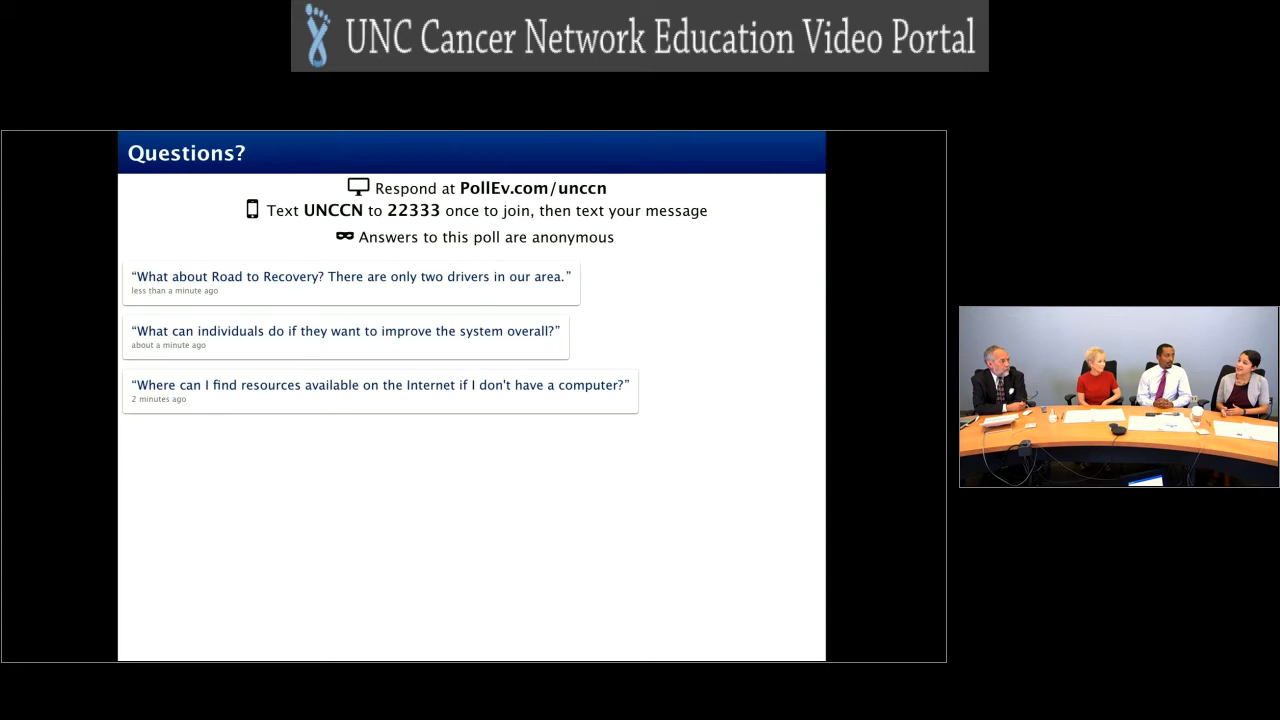 UNC Cancer Network Education Video Portal
Questions?
Respond at PollEv.com/unccn
Text UNCCN to 22333 once to join, then text your message
Answers to this poll are anonymous
“What about Road to Recovery? There are only two drivers in our area.”
less than a minute ago
“What can individuals do if they want to improve the system overall?”
about a minute ago
“Where can I find resources available on the Internet if I don't have a computer?”
2 minutes ago